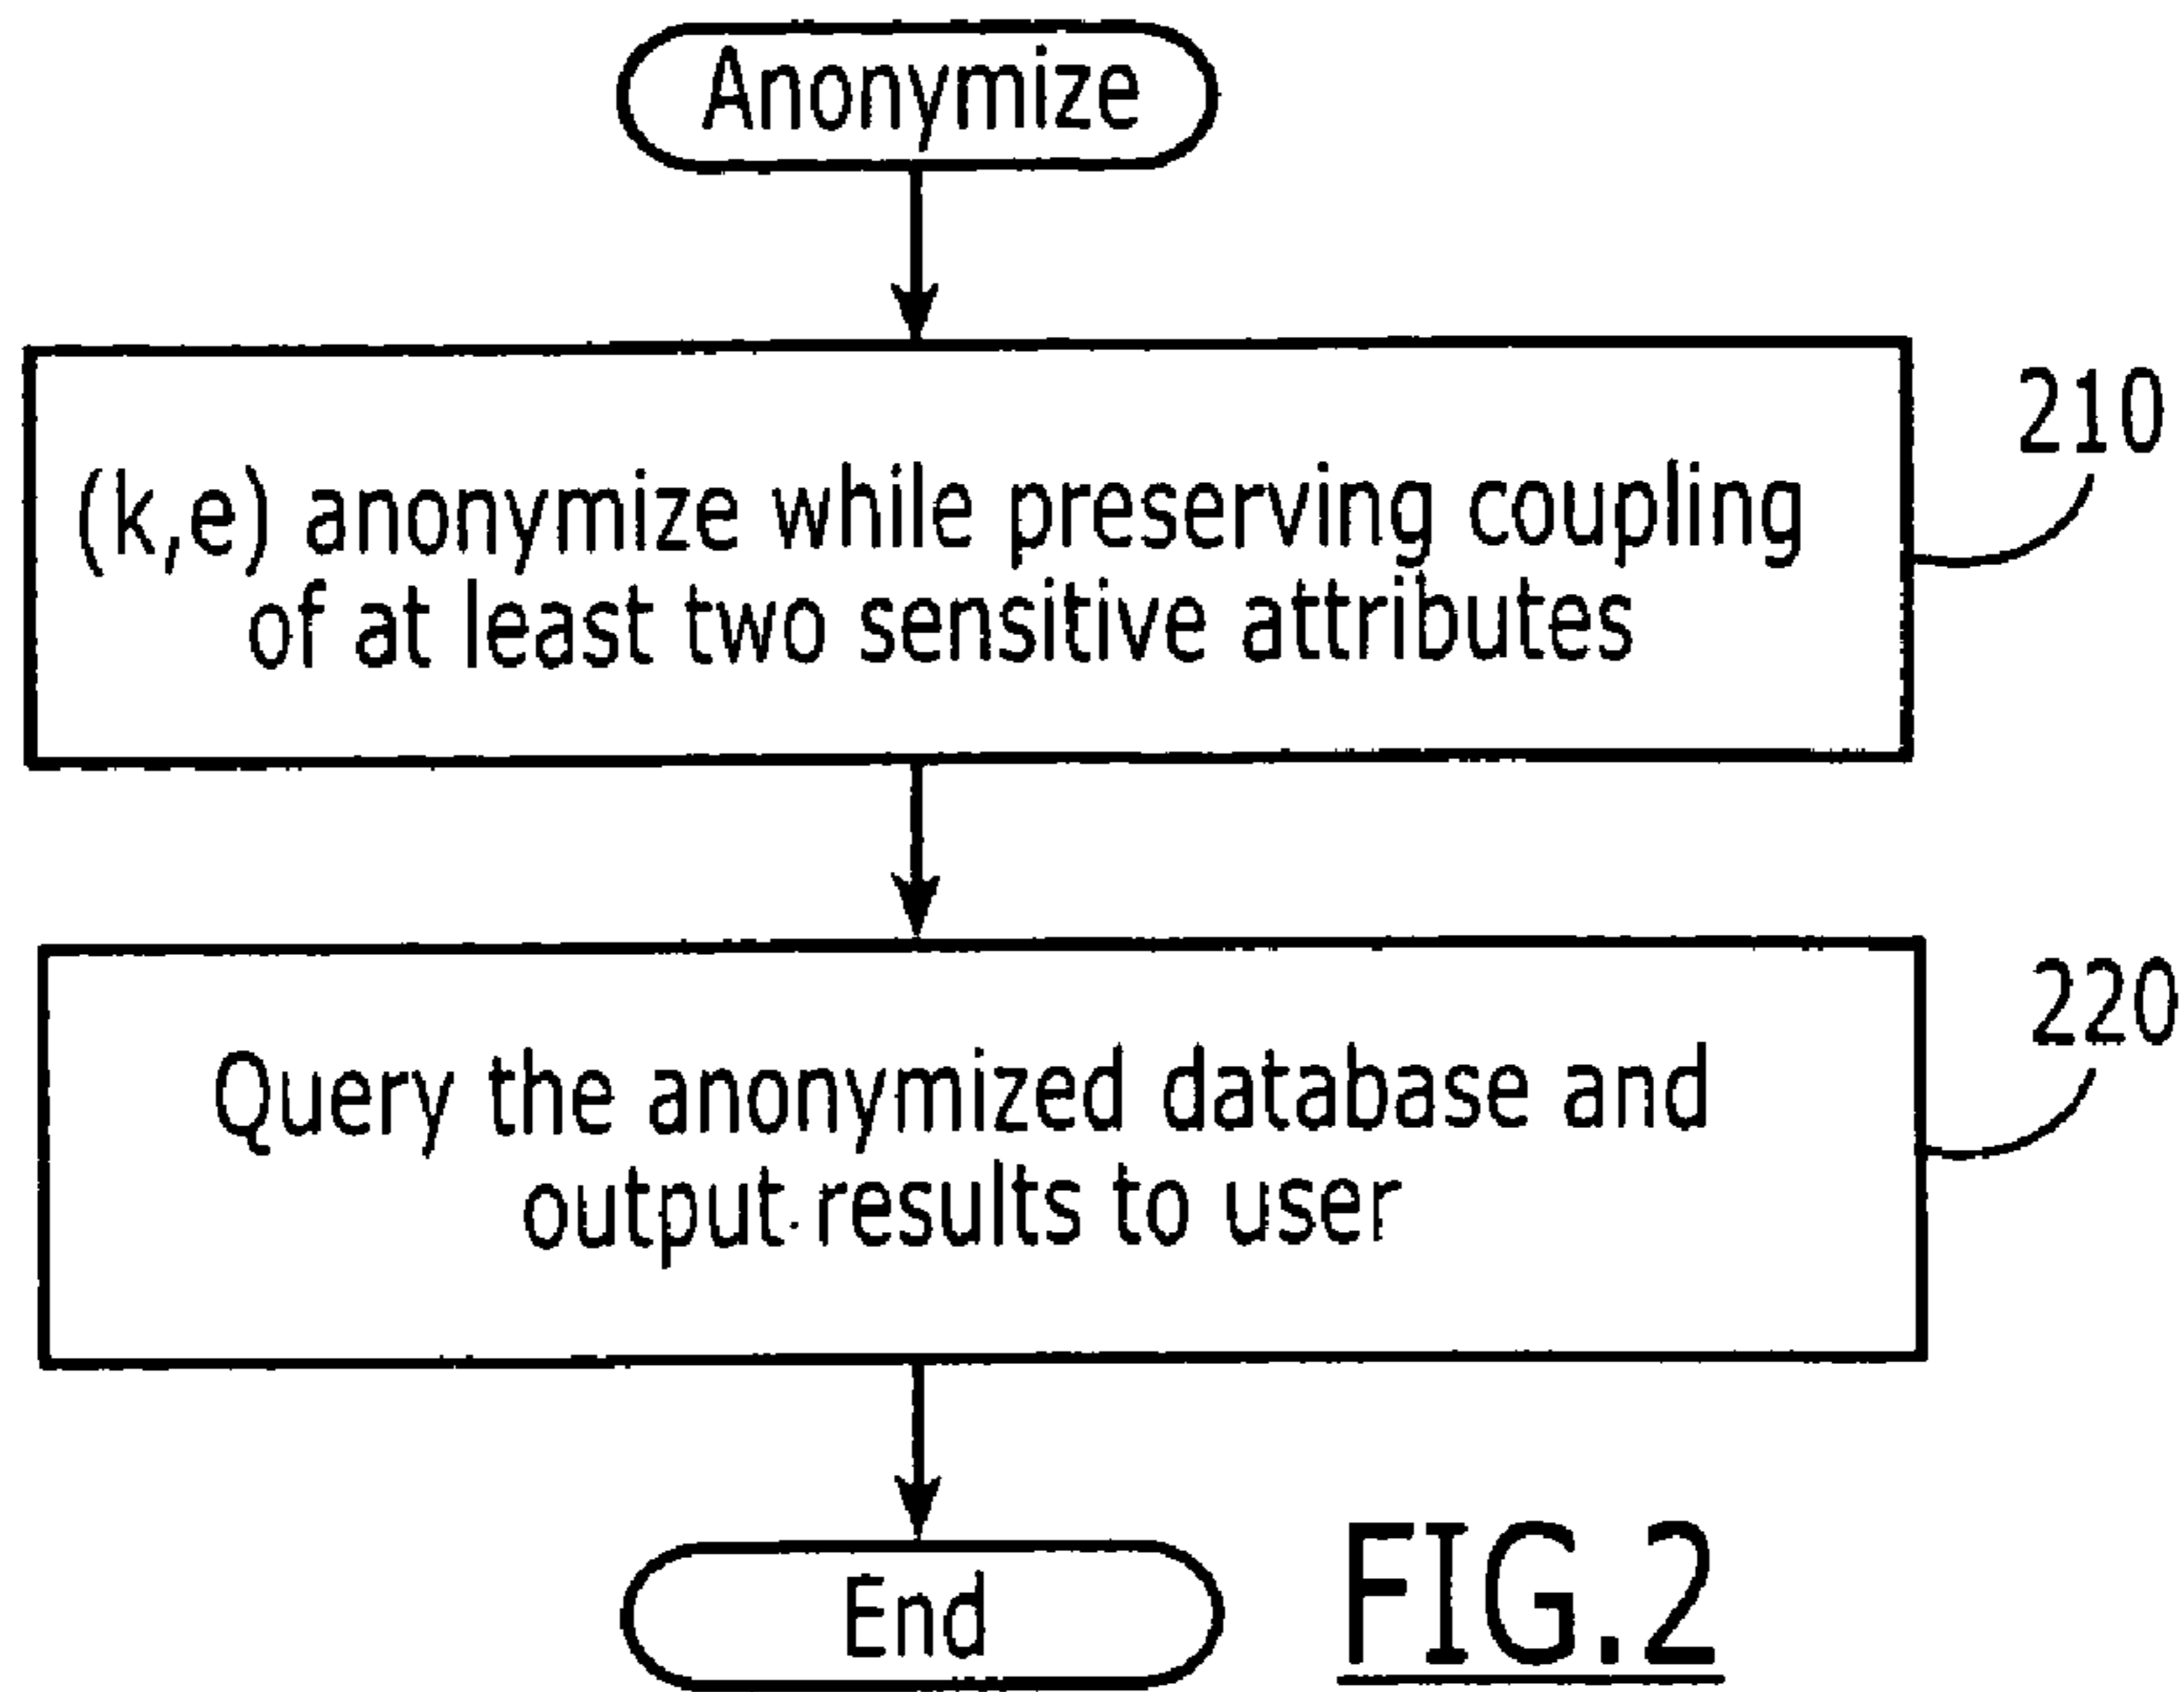 Anonymize
210
(k,e) anonymize while preserving coupling
of at least two sensitive attributes
220
Query the anonymized database and
output results to user
End
FIG.2